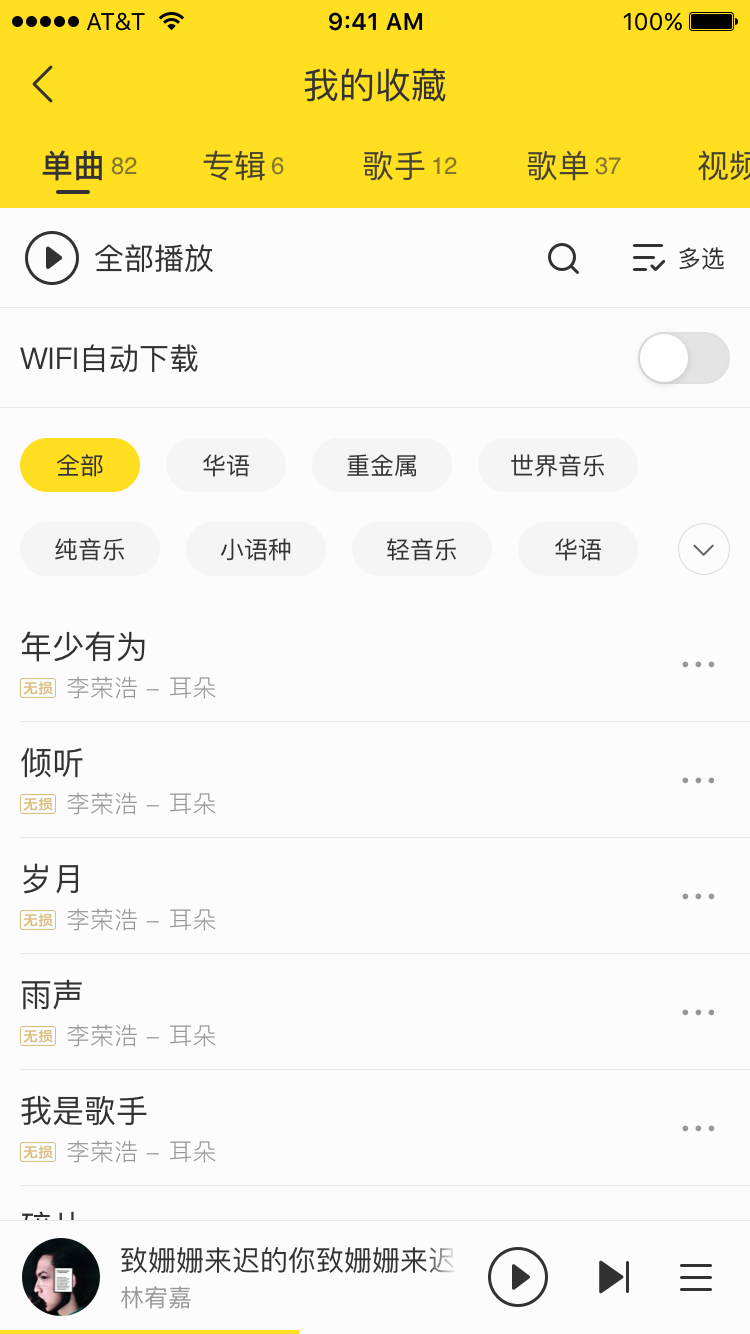 AT&T 9:41 AM 100%
我的收藏
单曲 82 专辑 6 歌手 12 歌单 37 视频
全部播放 多选
WIFI自动下载
全部 华语 重金属 世界音乐
纯音乐 小语种 轻音乐 华语
年少有为
无损 李荣浩 – 耳朵
倾听
无损 李荣浩 – 耳朵
岁月
无损 李荣浩 – 耳朵
雨声
无损 李荣浩 – 耳朵
我是歌手
无损 李荣浩 – 耳朵
致姗姗来迟的你致姗姗来迟
林宥嘉